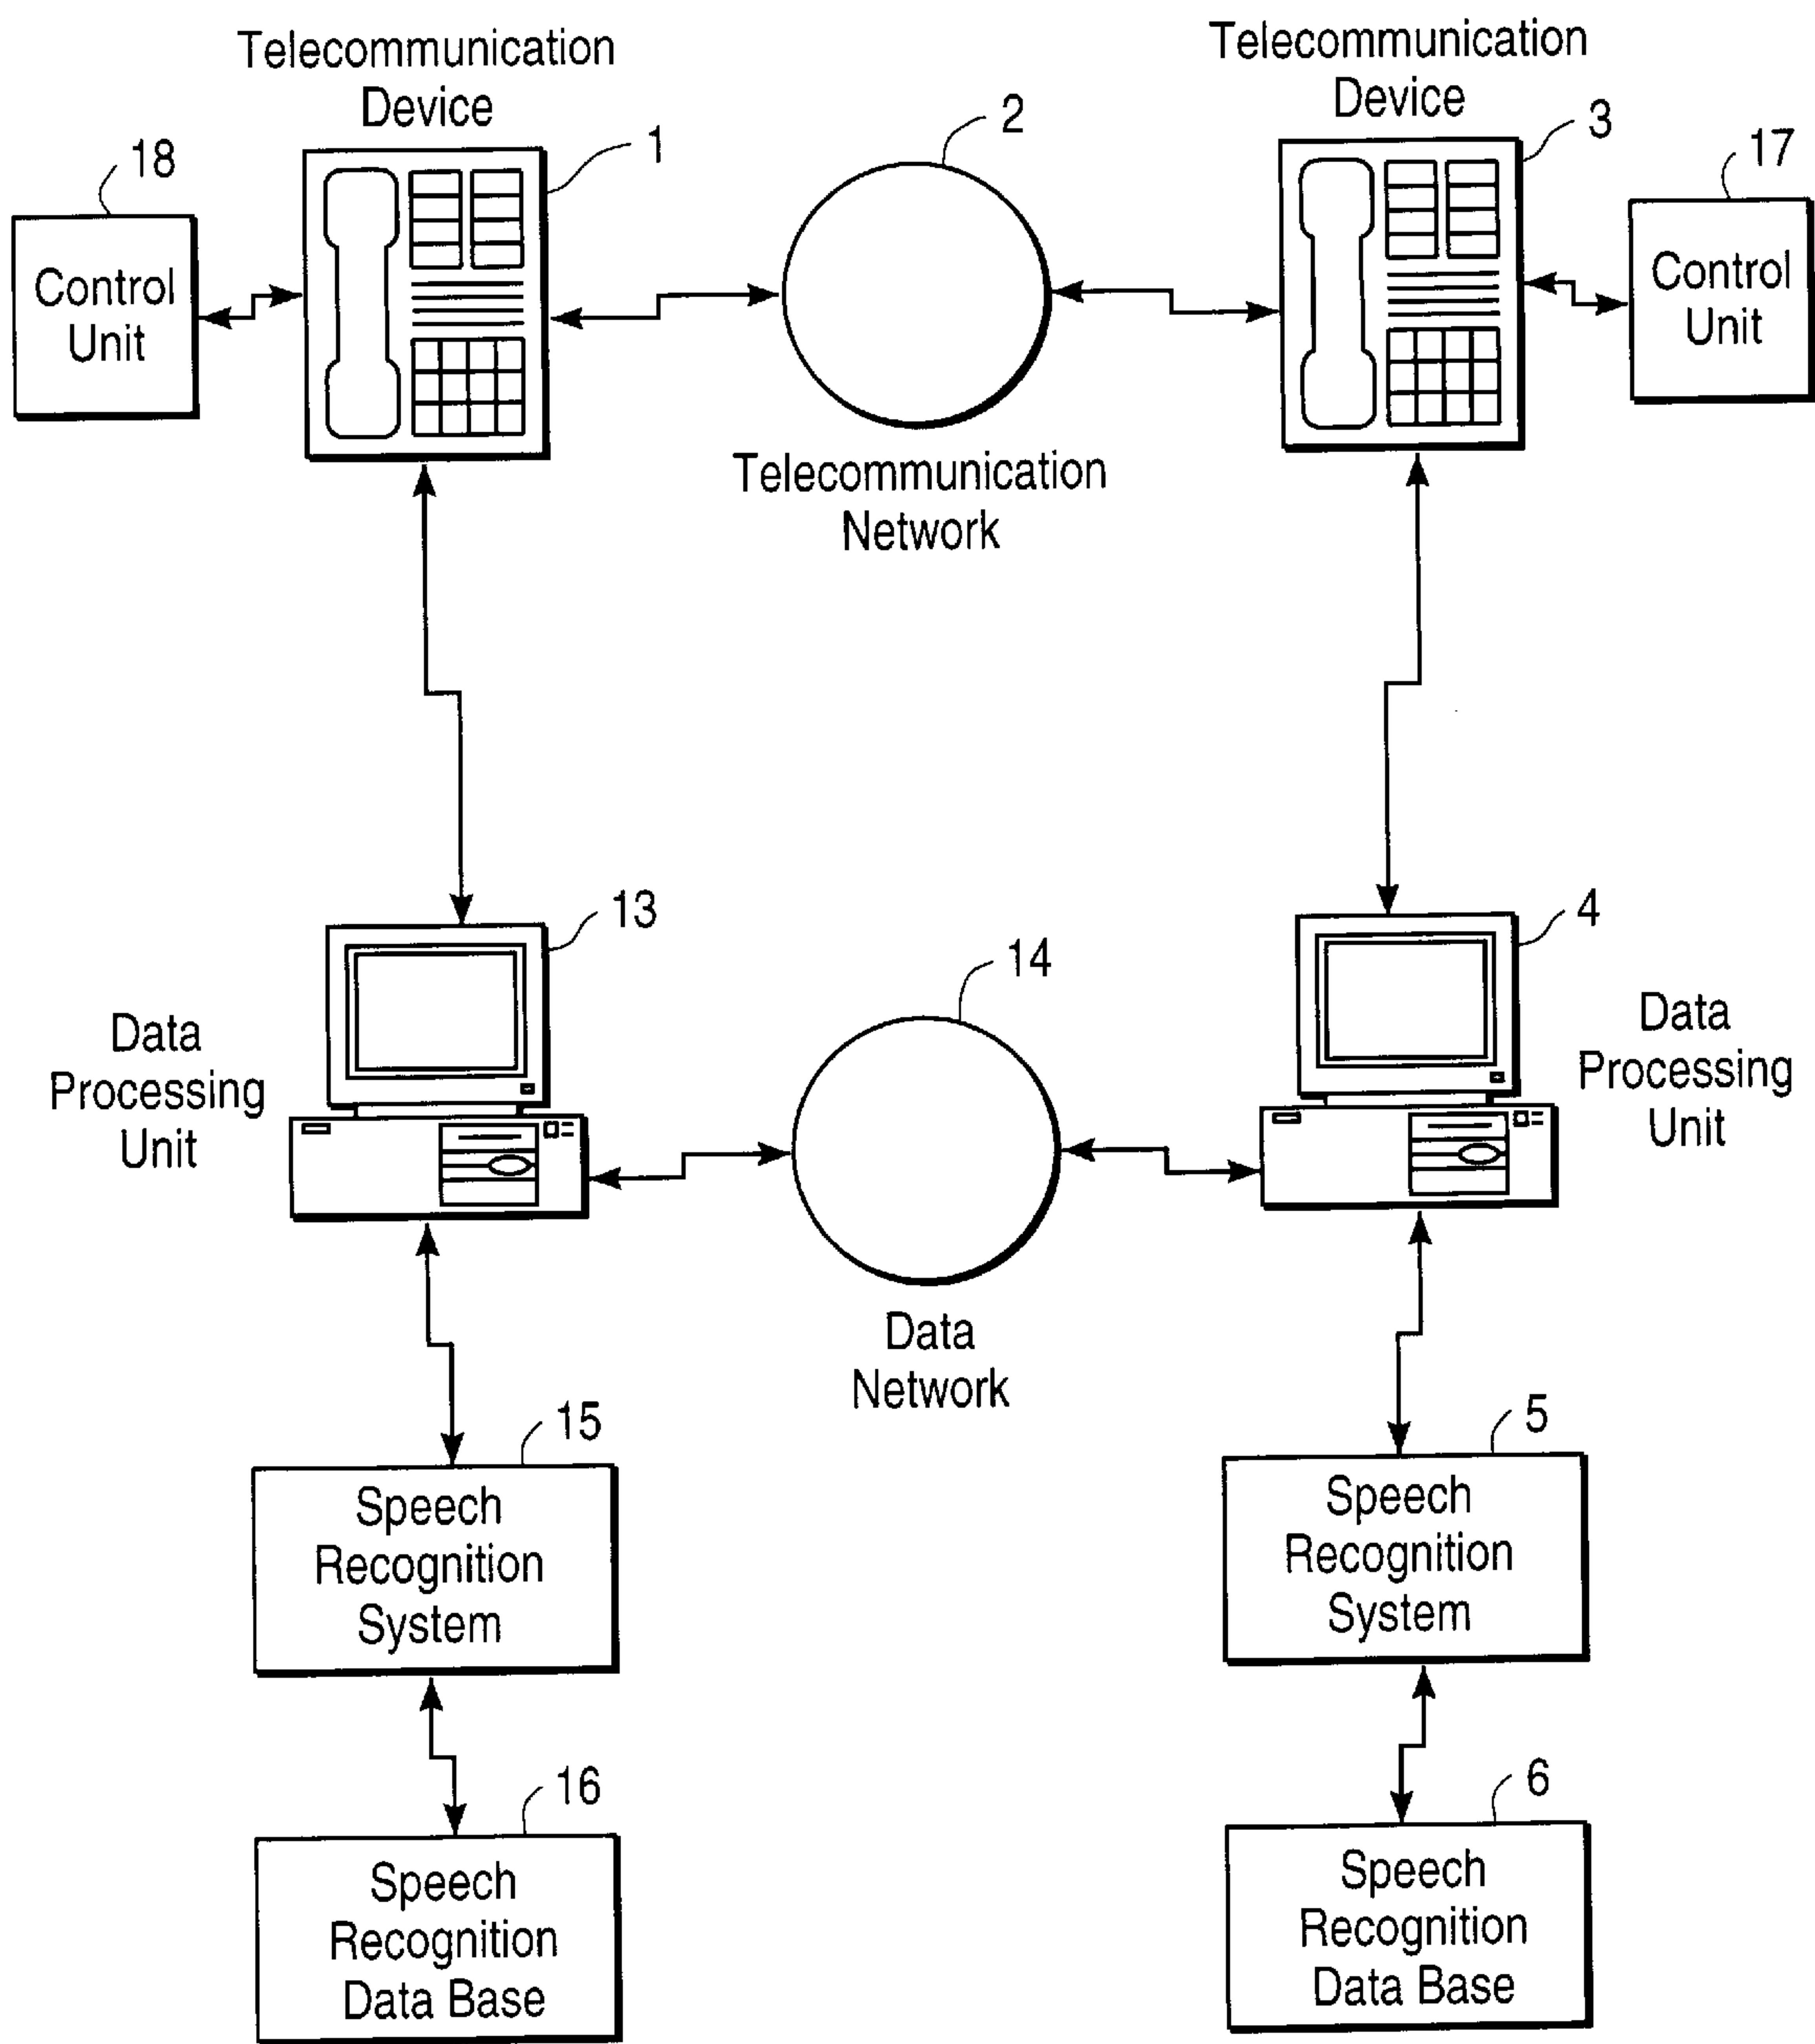 Telecommunication
Device
Telecommunication
Device
18
1
2
3
17
Control
Unit
Control
Unit
Telecommunication
Network
13
4
14
Data
Processing
Unit
Data
Processing
Unit
Data
Network
15
5
Speech
Recognition
System
Speech
Recognition
System
16
6
Speech
Recognition
Data Base
Speech
Recognition
Data Base